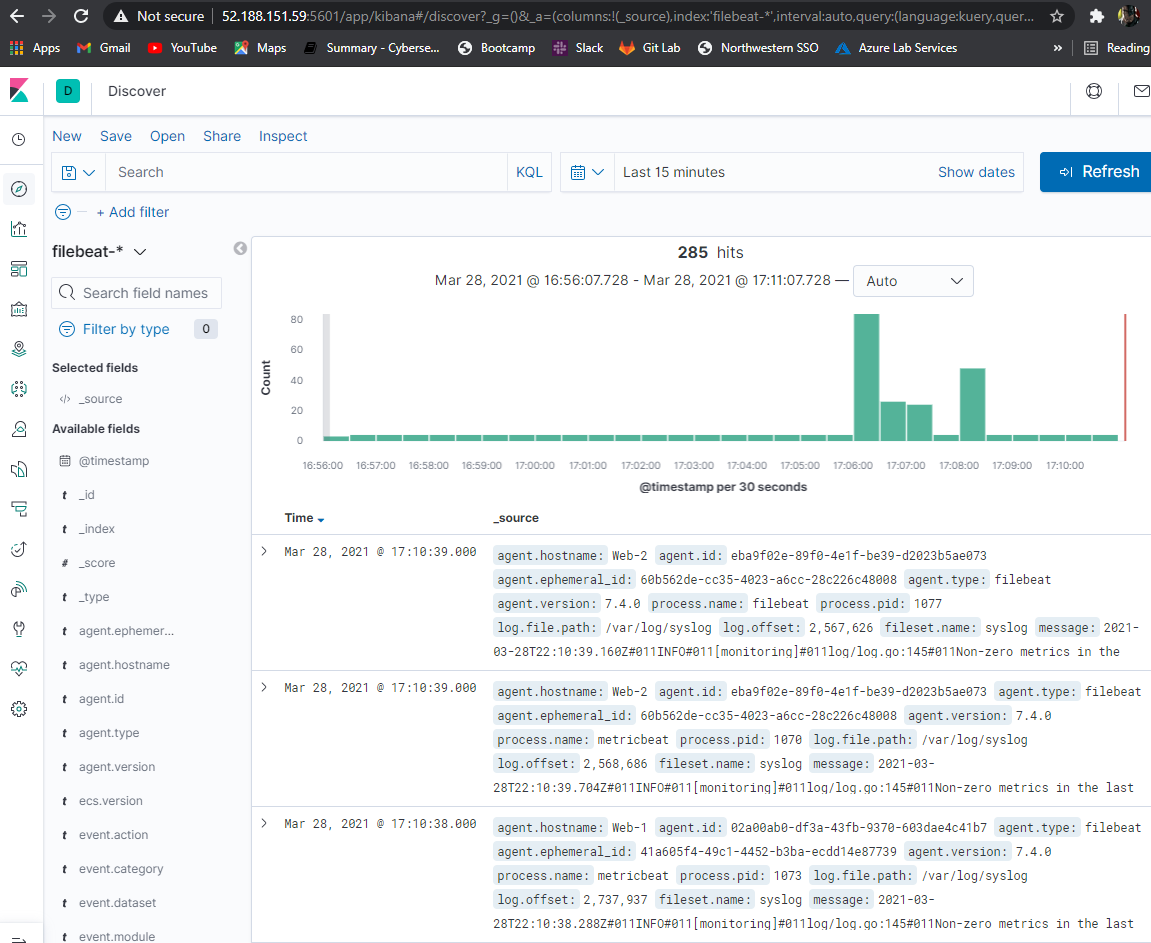 Not secure | 52.188.151.59:5601/app/kibana#/discover?_g=()&_a=(columns:!(_source),index:'filebeat-*',interval:auto,query:(language:kuery,quer...
Apps Gmail YouTube Maps Summary - Cyberse... Bootcamp Slack Git Lab Northwestern SSO Azure Lab Services » Reading
D Discover
New Save Open Share Inspect
Search KQL Last 15 minutes Show dates Refresh
+ Add filter
filebeat-*
Search field names
Filter by type 0
Selected fields
_source
Available fields
@timestamp
t _id
t _index
# _score
t _type
t agent.ephemer...
t agent.hostname
t agent.id
t agent.type
t agent.version
t ecs.version
t event.action
t event.category
t event.dataset
t event.module
285 hits
Mar 28, 2021 @ 16:56:07.728 - Mar 28, 2021 @ 17:11:07.728 — Auto
Count
80
60
40
20
0
16:56:00 16:57:00 16:58:00 16:59:00 17:00:00 17:01:00 17:02:00 17:03:00 17:04:00 17:05:00 17:06:00 17:07:00 17:08:00 17:09:00 17:10:00
@timestamp per 30 seconds
Time _source
Mar 28, 2021 @ 17:10:39.000 agent.hostname: Web-2 agent.id: eba9f02e-89f0-4e1f-be39-d2023b5ae073
agent.ephemeral_id: 60b562de-cc35-4023-a6cc-28c226c48008 agent.type: filebeat
agent.version: 7.4.0 process.name: filebeat process.pid: 1077
log.file.path: /var/log/syslog log.offset: 2,567,626 fileset.name: syslog message: 2021-
03-28T22:10:39.160Z#011INFO#011[monitoring]#011log/log.go:145#011Non-zero metrics in the
Mar 28, 2021 @ 17:10:39.000 agent.hostname: Web-2 agent.id: eba9f02e-89f0-4e1f-be39-d2023b5ae073 agent.type: filebeat
agent.ephemeral_id: 60b562de-cc35-4023-a6cc-28c226c48008 agent.version: 7.4.0
process.name: metricbeat process.pid: 1070 log.file.path: /var/log/syslog
log.offset: 2,568,686 fileset.name: syslog message: 2021-03-
28T22:10:39.704Z#011INFO#011[monitoring]#011log/log.go:145#011Non-zero metrics in the last
Mar 28, 2021 @ 17:10:38.000 agent.hostname: Web-1 agent.id: 02a00ab0-df3a-43fb-9370-603dae4c41b7 agent.type: filebeat
agent.ephemeral_id: 41a605f4-49c1-4452-b3ba-ecdd14e87739 agent.version: 7.4.0
process.name: metricbeat process.pid: 1073 log.file.path: /var/log/syslog
log.offset: 2,737,937 fileset.name: syslog message: 2021-03-
28T22:10:38.288Z#011INFO#011[monitoring]#011log/log.go:145#011Non-zero metrics in the last